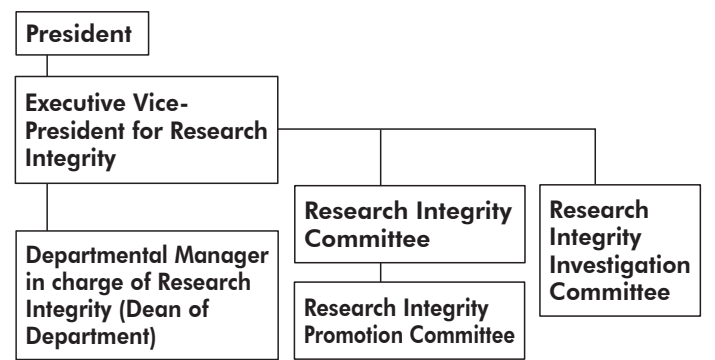 President
Executive Vice-
President for Research
Integrity
Departmental Manager
in charge of Research
Integrity (Dean of
Department)
Research Integrity
Committee
Research Integrity
Promotion Committee
Research
Integrity
Investigation
Committee